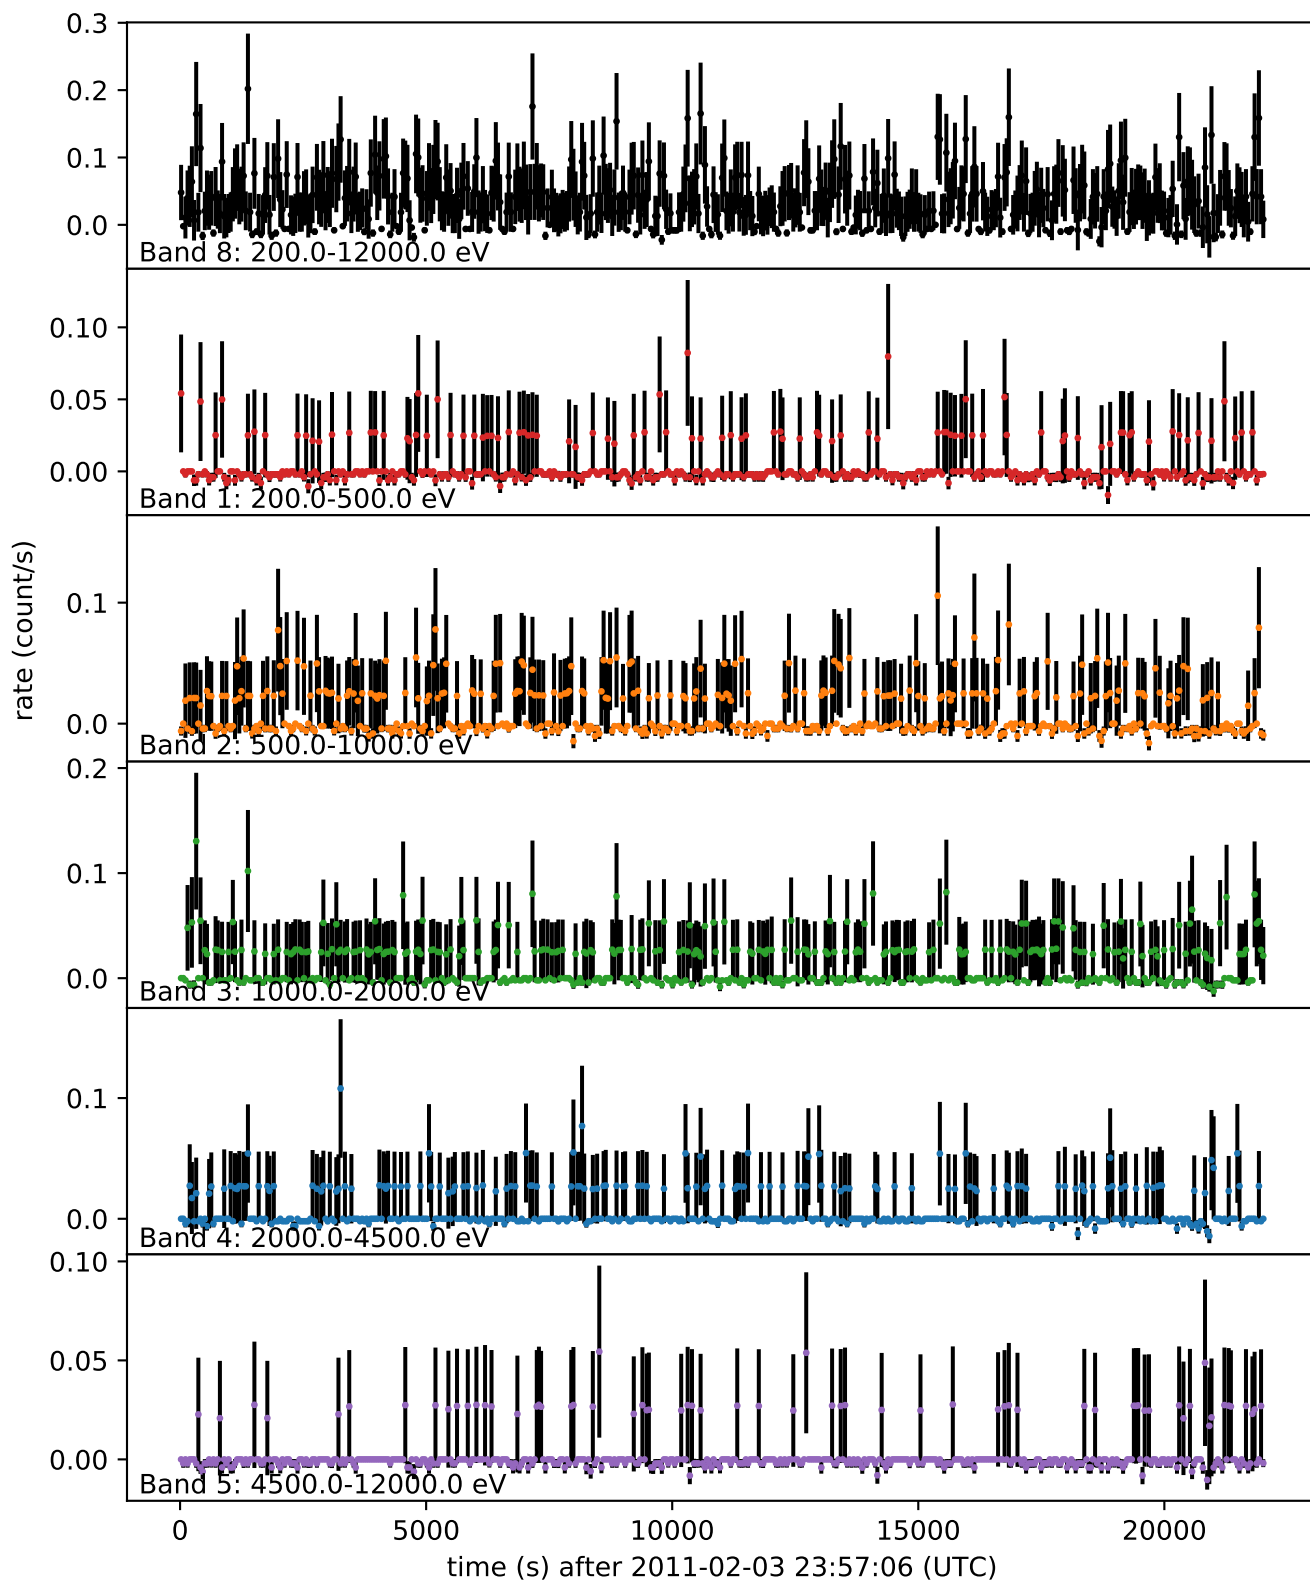 0.3
0.2
0.1
0.0
Band 8: 200.0-12000.0 eV
0.10
0.05
0.00
Band 1: 200.0-500.0 eV
rate (count/s)
0.1
0.0
Band 2: 500.0-1000.0 eV
0.2
0.1
0.0
Band 3: 1000.0-2000.0 eV
0.1
0.0
Band 4: 2000.0-4500.0 eV
0.10
0.05
0.00
Band 5: 4500.0-12000.0 eV
0 5000 10000 15000 20000
time (s) after 2011-02-03 23:57:06 (UTC)